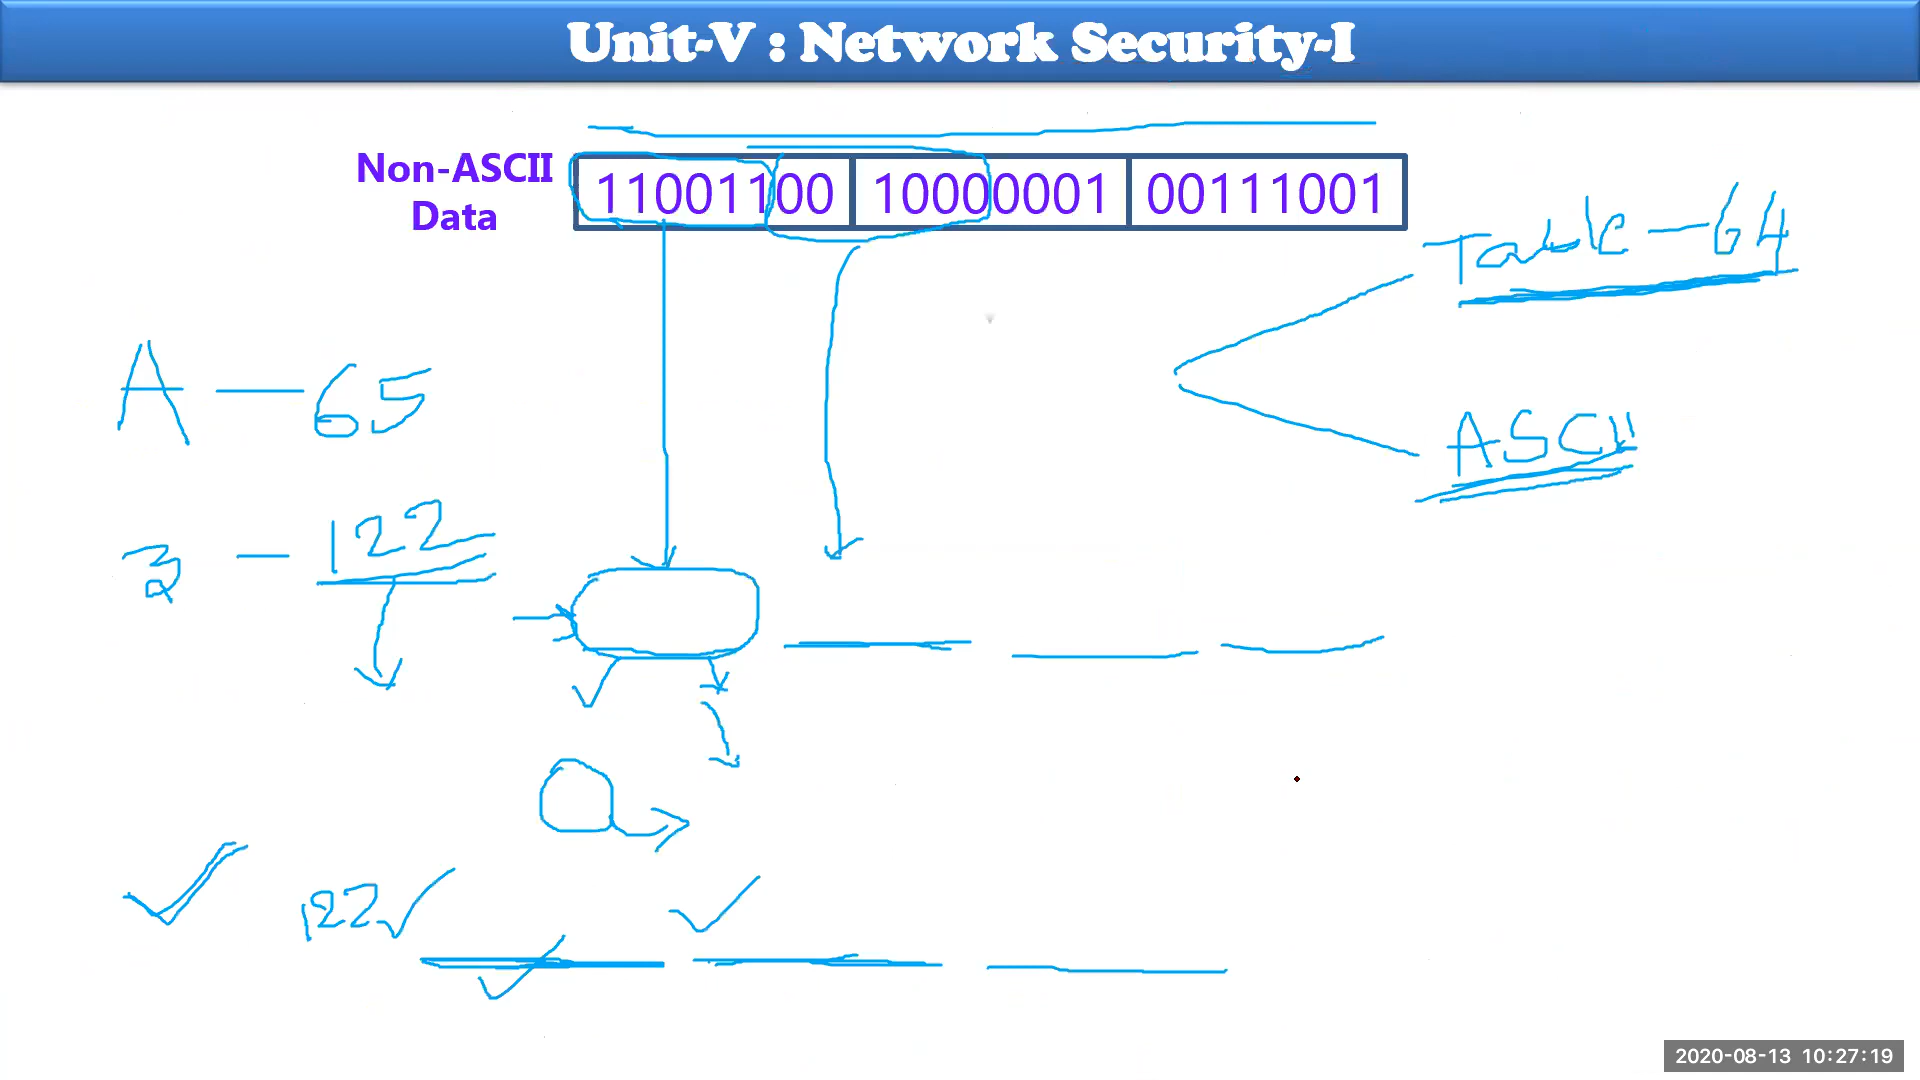 Unit-V : Network Security-I
Non-ASCII
Data
11001100 10000001 00111001
Table - 64
A - 65
ASCII
z - 122
122
2020-08-13 10:27:19